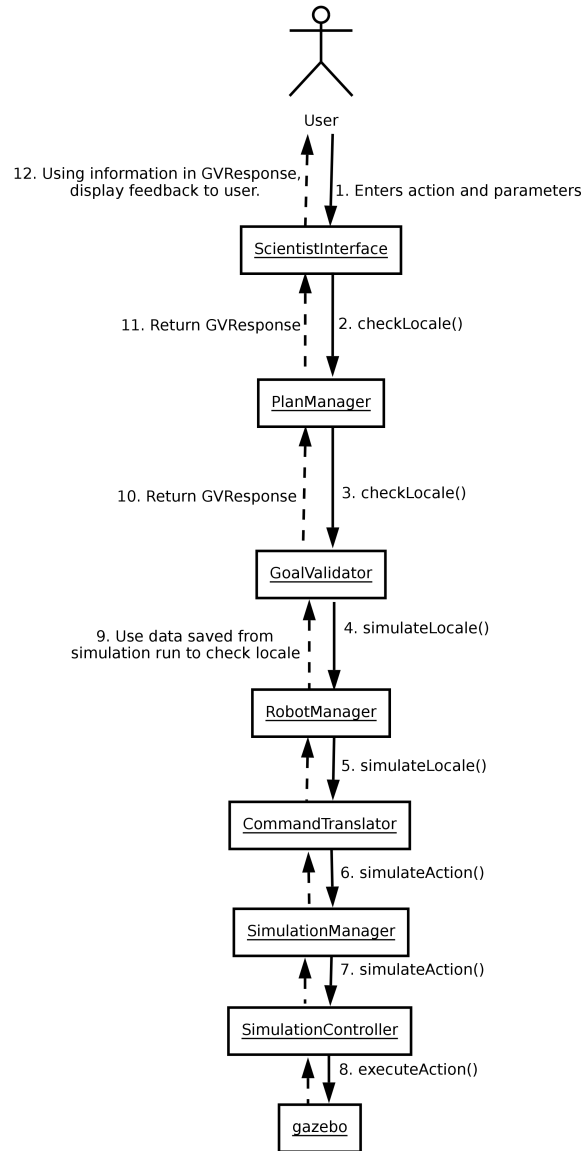 User
12. Using information in GVResponse,
display feedback to user.
1. Enters action and parameters
ScientistInterface
11. Return GVResponse
2. checkLocale()
PlanManager
10. Return GVResponse
3. checkLocale()
GoalValidator
9. Use data saved from
simulation run to check locale
4. simulateLocale()
RobotManager
5. simulateLocale()
CommandTranslator
6. simulateAction()
SimulationManager
7. simulateAction()
SimulationController
8. executeAction()
gazebo